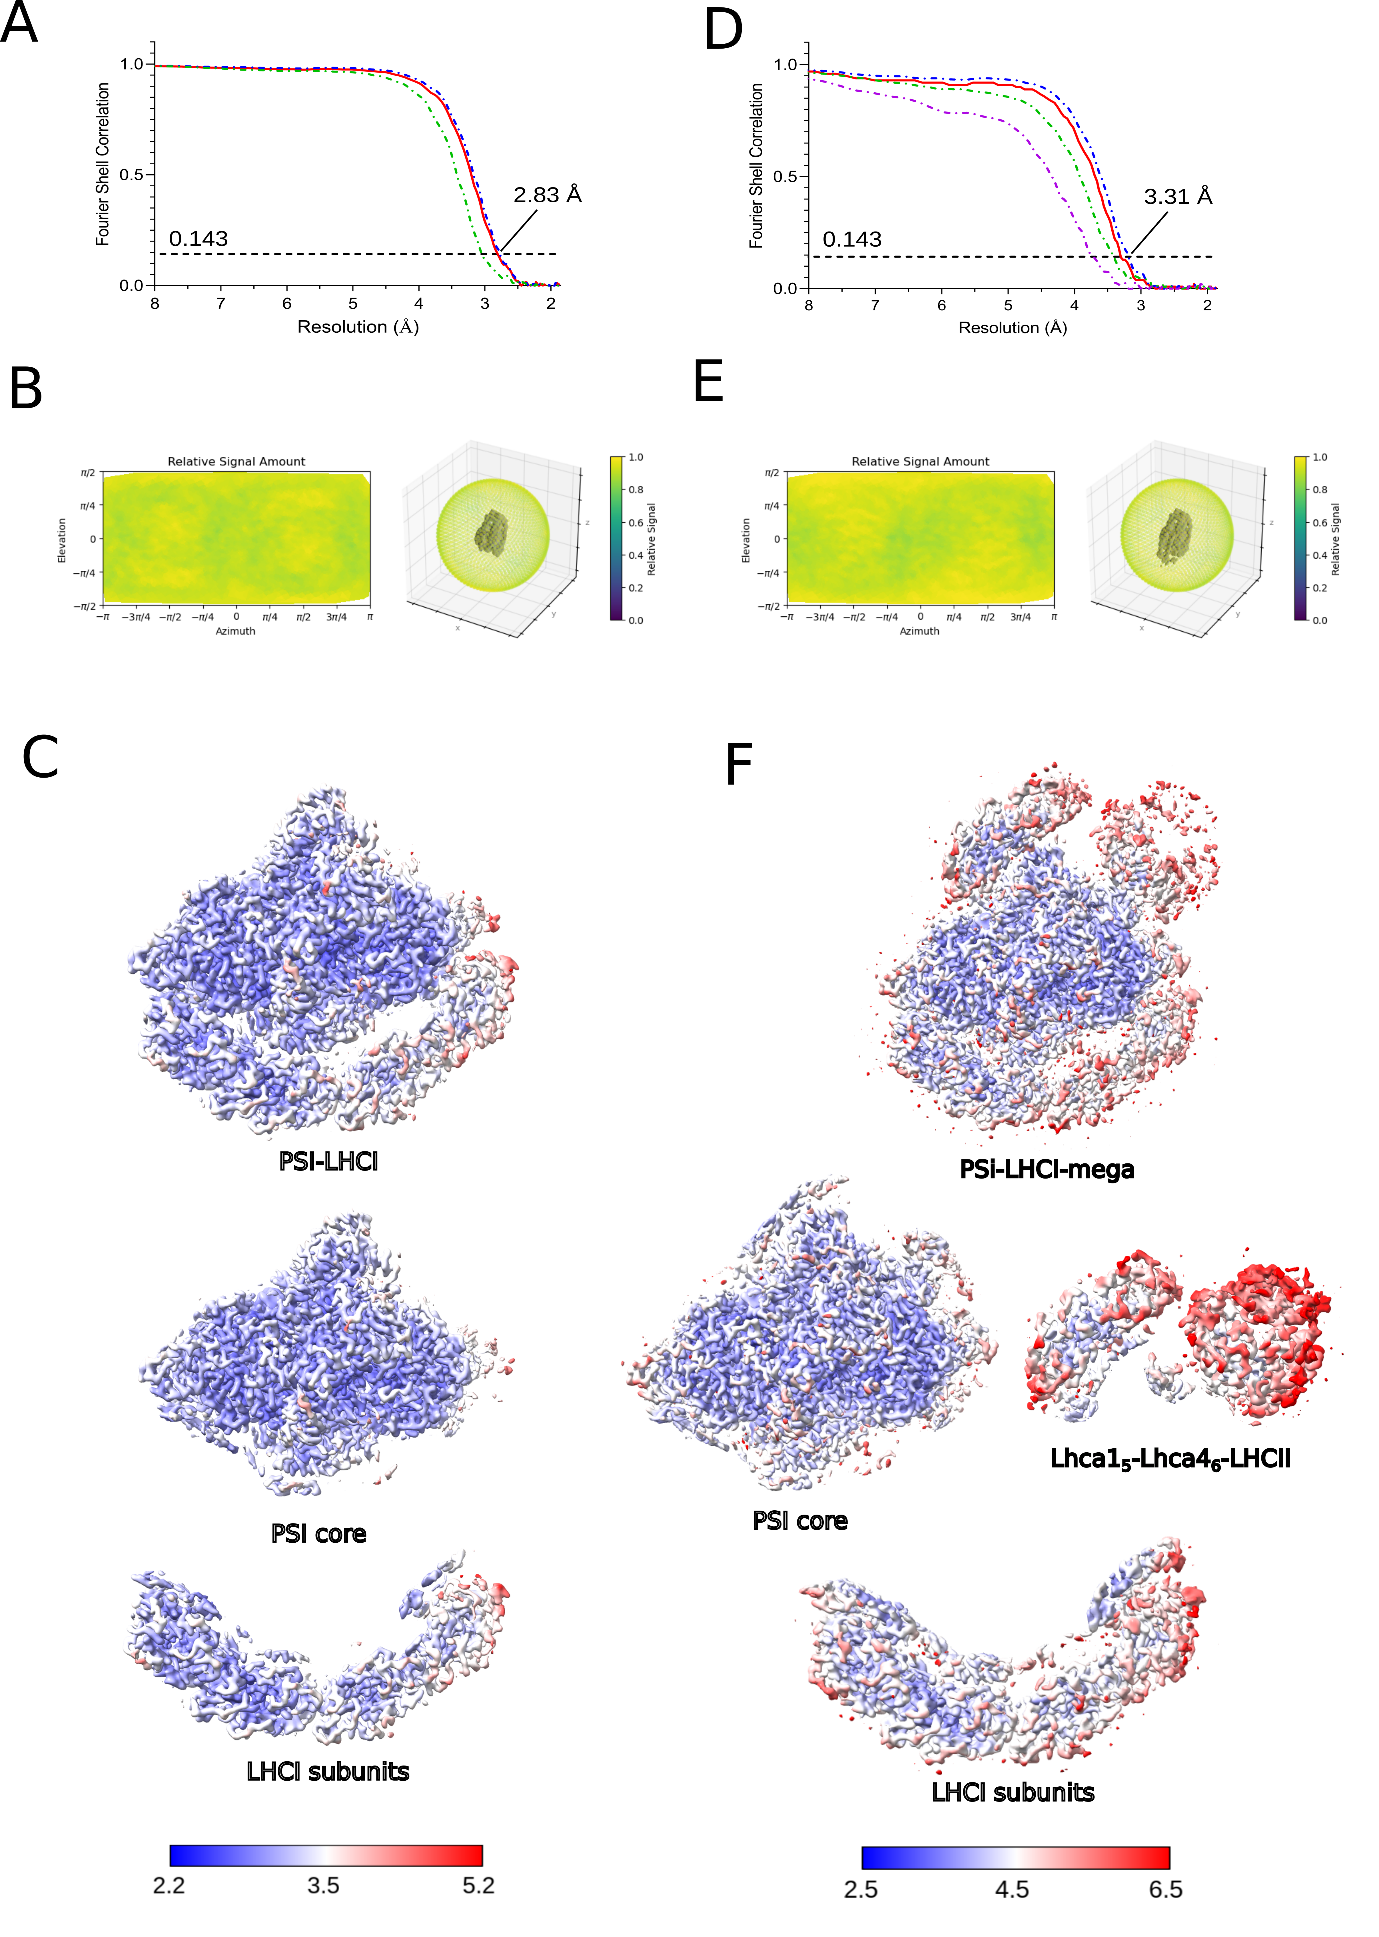 A
1.0
0.5
0.0
Fourier Shell Correlation
0.143
2.83 Å
8 7 6 5 4 3 2
Resolution (Å)
D
1.0
0.5
0.0
Fourier Shell Correlation
0.143
3.31 Å
8 7 6 5 4 3 2
Resolution (Å)
B
Relative Signal Amount
π/2
π/4
0
−π/4
−π/2
Elevation
−π −3π/4 −π/2 −π/4 0 π/4 π/2 3π/4 π
Azimuth
x
y
z
1.0
0.8
0.6
0.4
0.2
0.0
Relative Signal
E
Relative Signal Amount
π/2
π/4
0
−π/4
−π/2
Elevation
−π −3π/4 −π/2 −π/4 0 π/4 π/2 3π/4 π
Azimuth
x
y
z
1.0
0.8
0.6
0.4
0.2
0.0
Relative Signal
C
PSI-LHCI
PSI core
LHCI subunits
2.2 3.5 5.2
F
PSi-LHCI-mega
PSI core
Lhca1₅-Lhca4₆-LHCII
LHCI subunits
2.5 4.5 6.5